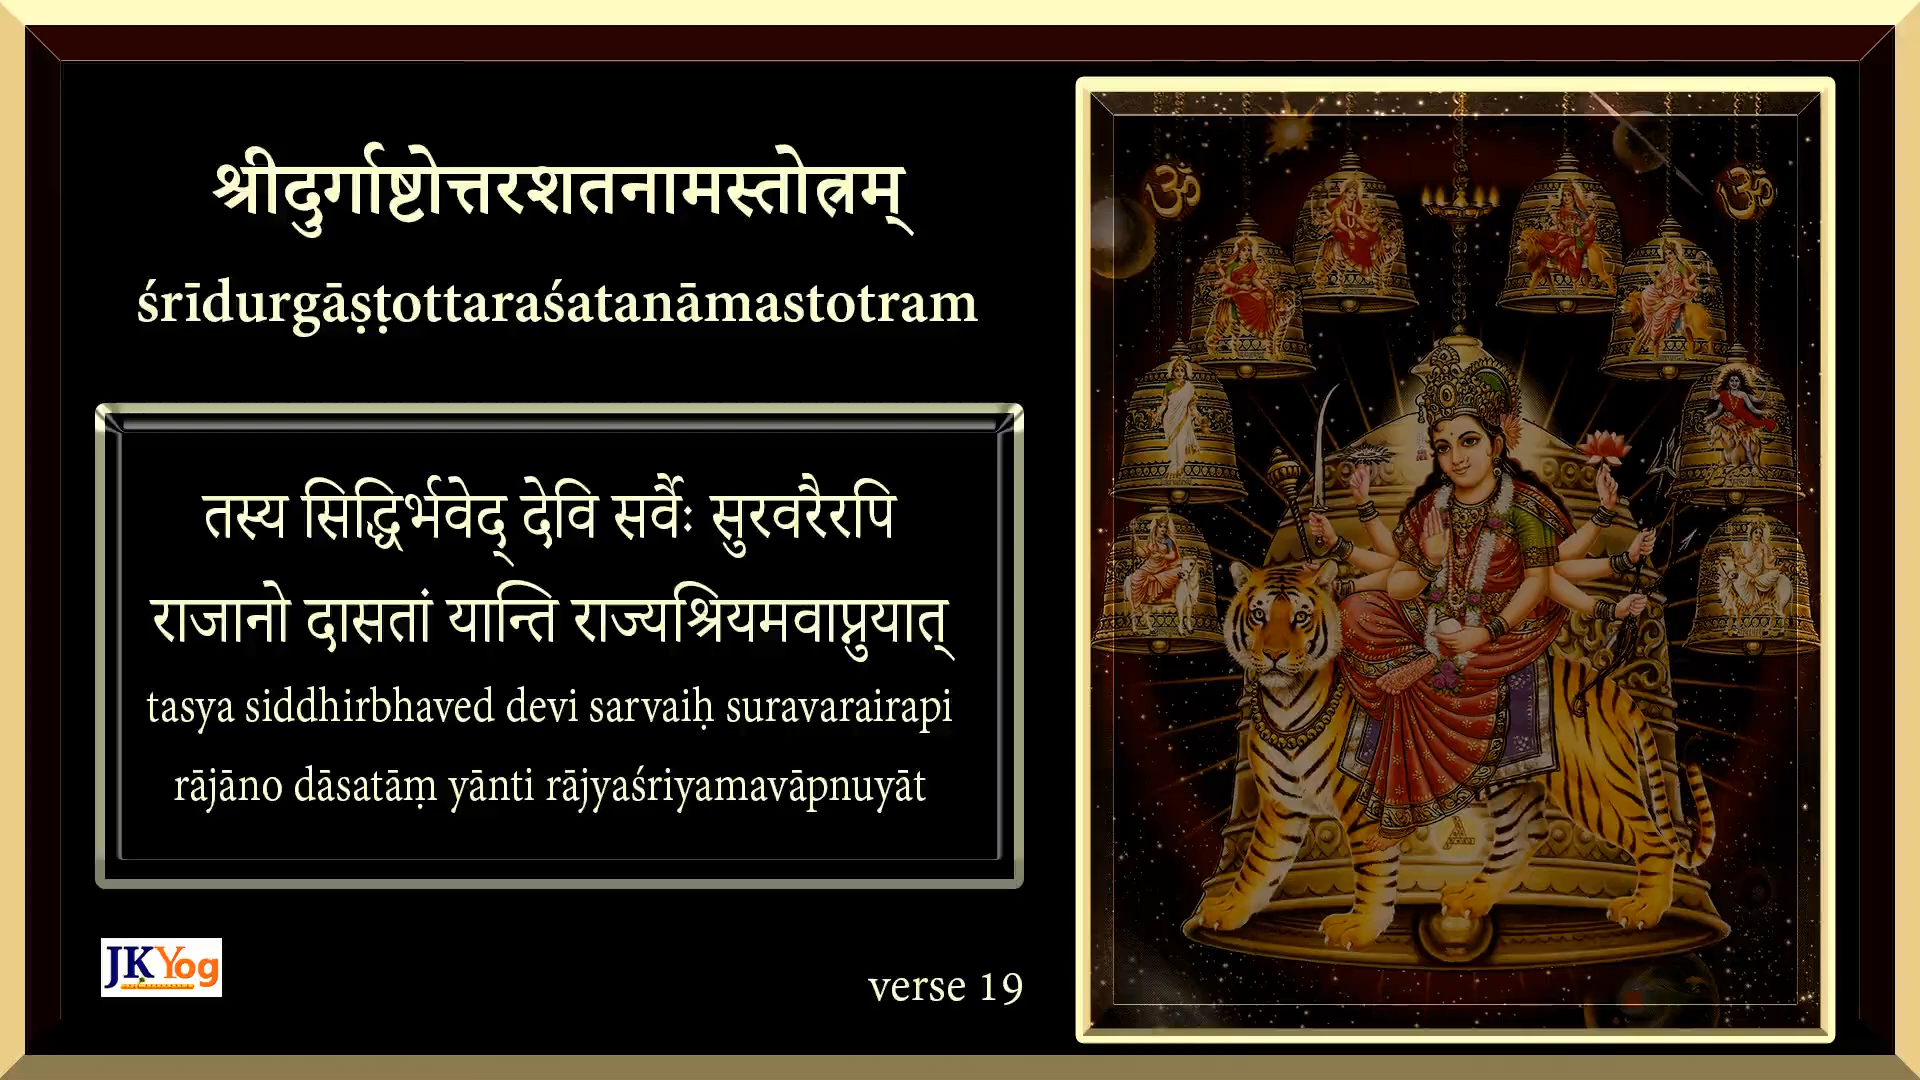 श्रीदुर्गाष्टोत्तरशतनामस्तोत्रम्
śrīdurgāṣṭottaraśatanāmastotram
तस्य सिद्धिर्भवेद् देवि सर्वैः सुरवरैरपि
राजानो दासतां यान्ति राज्यश्रियमवाप्नुयात्
tasya siddhirbhaved devi sarvaiḥ suravarairapi
rājāno dāsatāṃ yānti rājyaśriyamavāpnuyāt
JKYog
verse 19
ॐ
ॐ